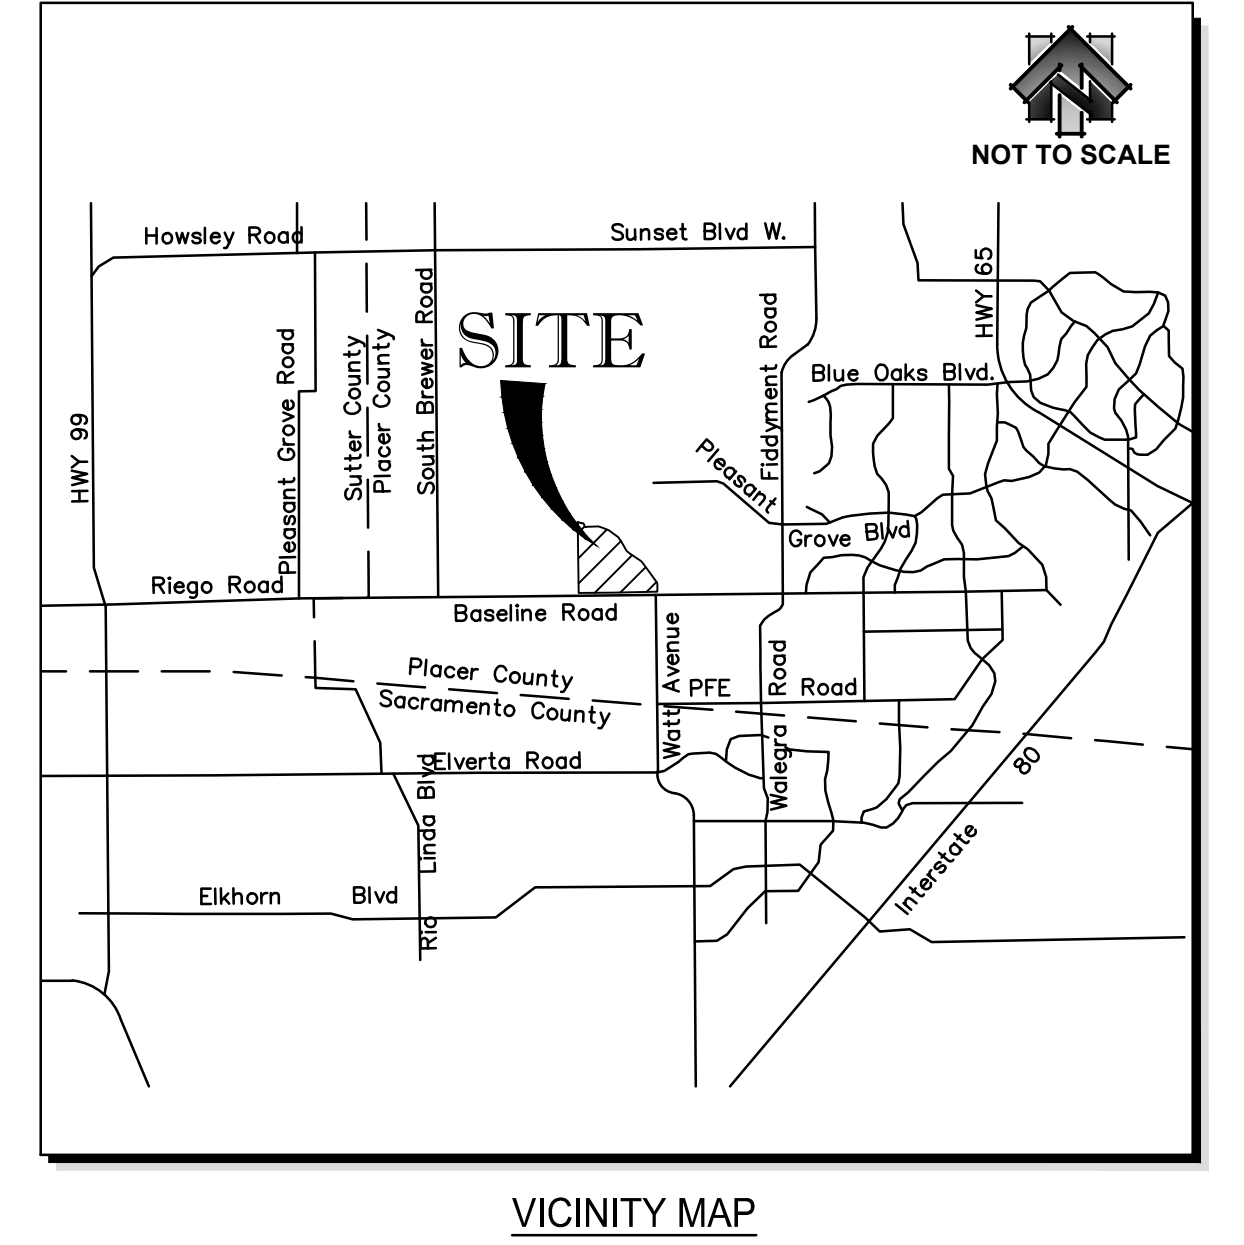 NOT TO SCALE
Howsley Road
Sunset Blvd W.
HWY 65
SITE
HWY 99
Pleasant Grove Road
Sutter County
Placer County
South Brewer Road
Fiddyment Road
Blue Oaks Blvd.
Pleasant
Grove Blvd
Riego Road
Baseline Road
Placer County
Sacramento County
Watt Avenue
PFE Road
Walegra Road
Elverta Road
Rio Linda Blvd
Elkhorn Blvd
Interstate 80
VICINITY MAP